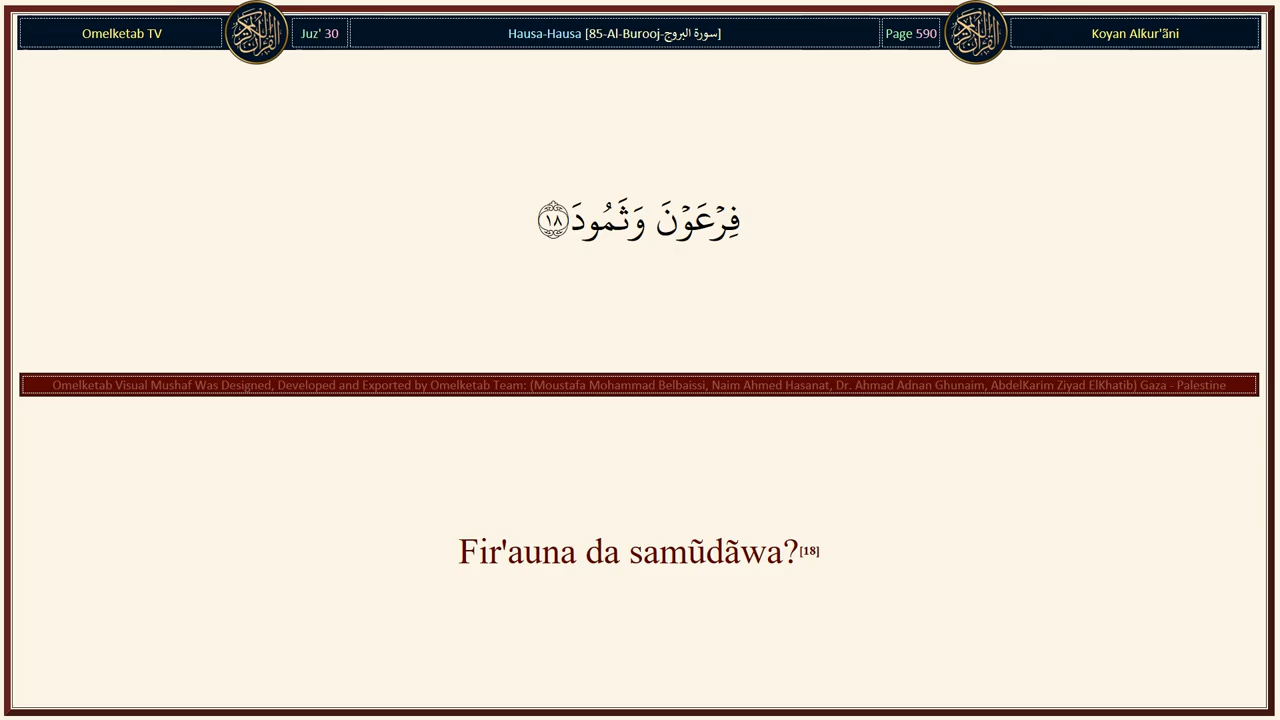 Omelketab TV
Juz' 30
Hausa-Hausa [85-Al-Burooj-سورة البروج]
Page 590
Koyan Alƙur'ãni
فِرۡعَوۡنَ وَثَمُودَ ١٨
Omelketab Visual Mushaf Was Designed, Developed and Exported by Omelketab Team: (Moustafa Mohammad Belbaissi, Naim Ahmed Hasanat, Dr. Ahmad Adnan Ghunaim, AbdelKarim Ziyad ElKhatib) Gaza - Palestine
Fir'auna da samũdãwa?[18]